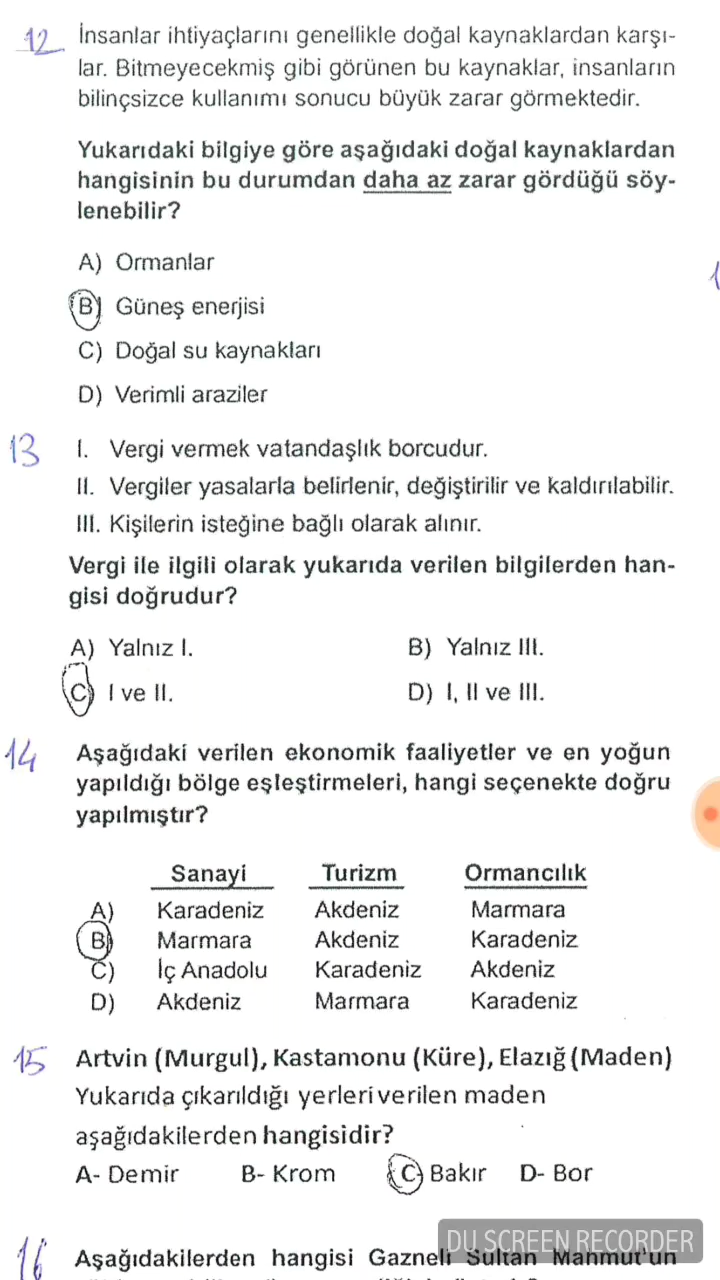 12 İnsanlar ihtiyaçlarını genellikle doğal kaynaklardan karşı-
lar. Bitmeyecekmiş gibi görünen bu kaynaklar, insanların
bilinçsizce kullanımı sonucu büyük zarar görmektedir.
Yukarıdaki bilgiye göre aşağıdaki doğal kaynaklardan
hangisinin bu durumdan daha az zarar gördüğü söy-
lenebilir?
A) Ormanlar
B) Güneş enerjisi
C) Doğal su kaynakları
D) Verimli araziler
13 I. Vergi vermek vatandaşlık borcudur.
II. Vergiler yasalarla belirlenir, değiştirilir ve kaldırılabilir.
III. Kişilerin isteğine bağlı olarak alınır.
Vergi ile ilgili olarak yukarıda verilen bilgilerden han-
gisi doğrudur?
A) Yalnız I. B) Yalnız III.
C) I ve II. D) I, II ve III.
14 Aşağıdaki verilen ekonomik faaliyetler ve en yoğun
yapıldığı bölge eşleştirmeleri, hangi seçenekte doğru
yapılmıştır?
Sanayi Turizm Ormancılık
A) Karadeniz Akdeniz Marmara
B) Marmara Akdeniz Karadeniz
C) İç Anadolu Karadeniz Akdeniz
D) Akdeniz Marmara Karadeniz
15 Artvin (Murgul), Kastamonu (Küre), Elazığ (Maden)
Yukarıda çıkarıldığı yerleri verilen maden
aşağıdakilerden hangisidir?
A- Demir B- Krom C- Bakır D- Bor
DU SCREEN RECORDER
16 Aşağıdakilerden hangisi Gazneli Sultan Mahmut'un